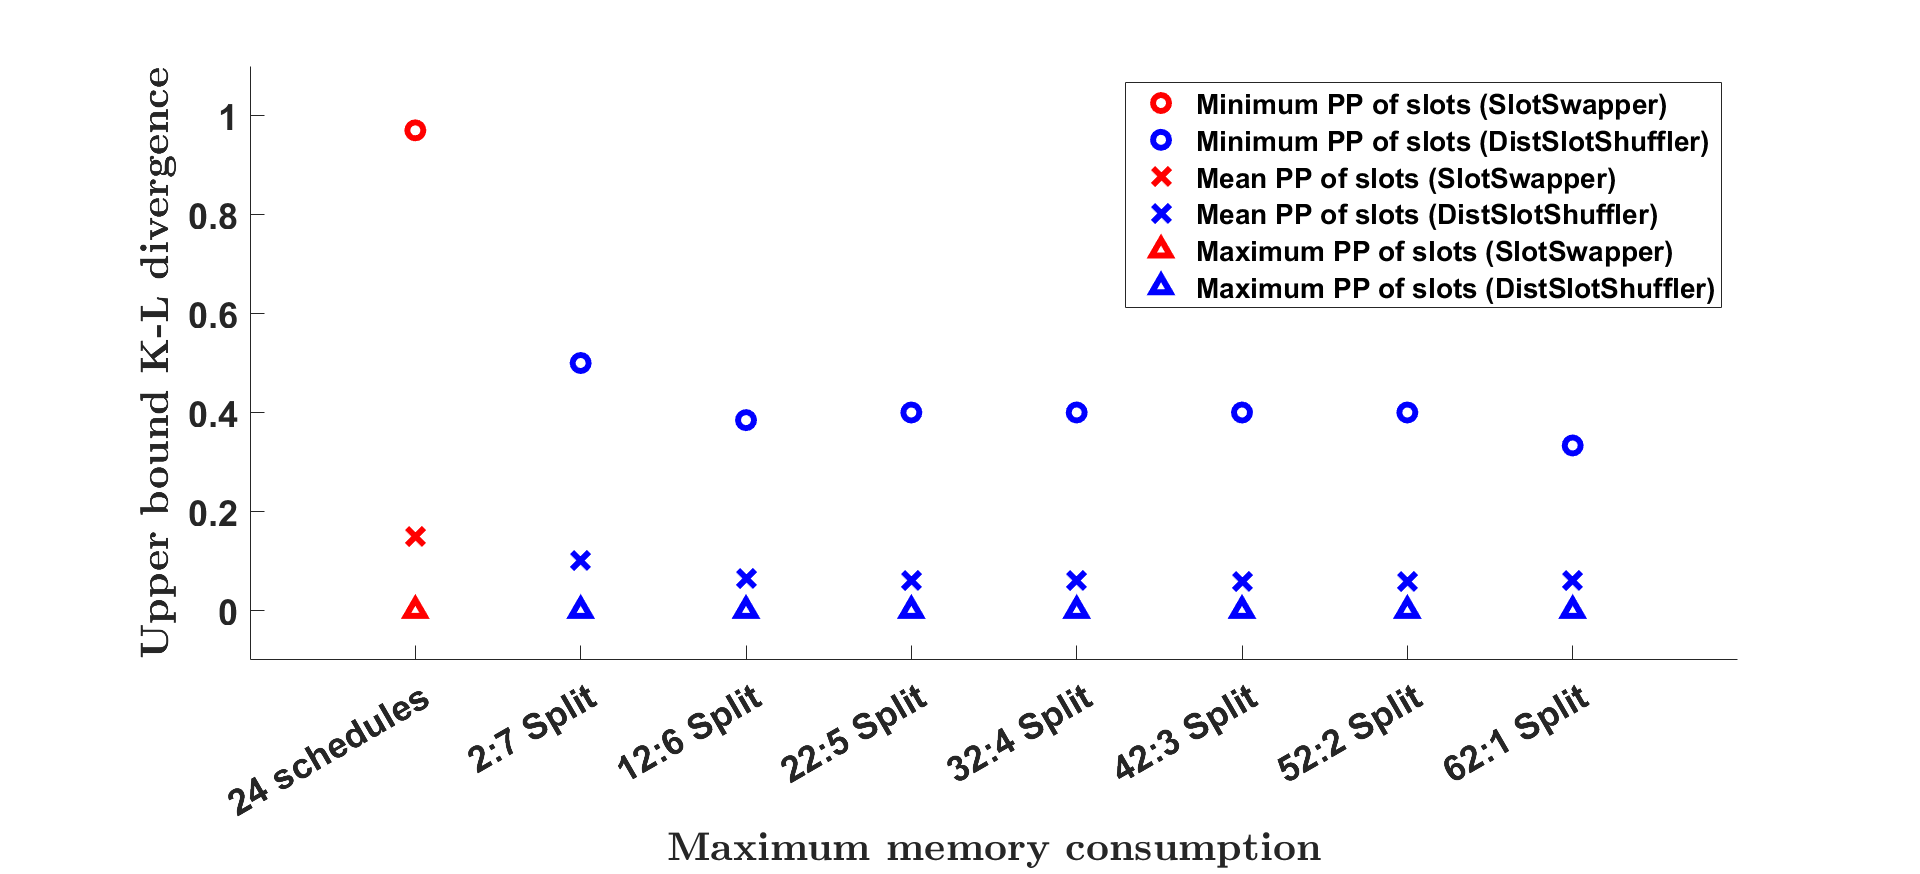 Upper bound K-L divergence
1
0.8
0.6
0.4
0.2
0
Minimum PP of slots (SlotSwapper)
Minimum PP of slots (DistSlotShuffler)
Mean PP of slots (SlotSwapper)
Mean PP of slots (DistSlotShuffler)
Maximum PP of slots (SlotSwapper)
Maximum PP of slots (DistSlotShuffler)
24 schedules
2:7 Split
12:6 Split
22:5 Split
32:4 Split
42:3 Split
52:2 Split
62:1 Split
Maximum memory consumption